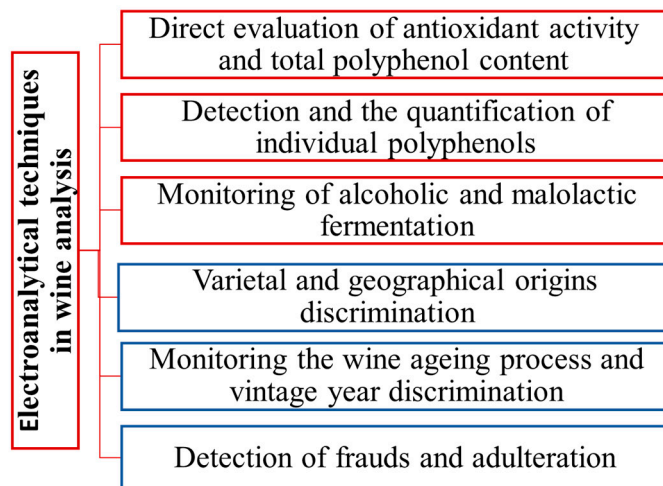 Electroanalytical techniques
in wine analysis
Direct evaluation of antioxidant activity
and total polyphenol content
Detection and the quantification of
individual polyphenols
Monitoring of alcoholic and malolactic
fermentation
Varietal and geographical origins
discrimination
Monitoring the wine ageing process and
vintage year discrimination
Detection of frauds and adulteration